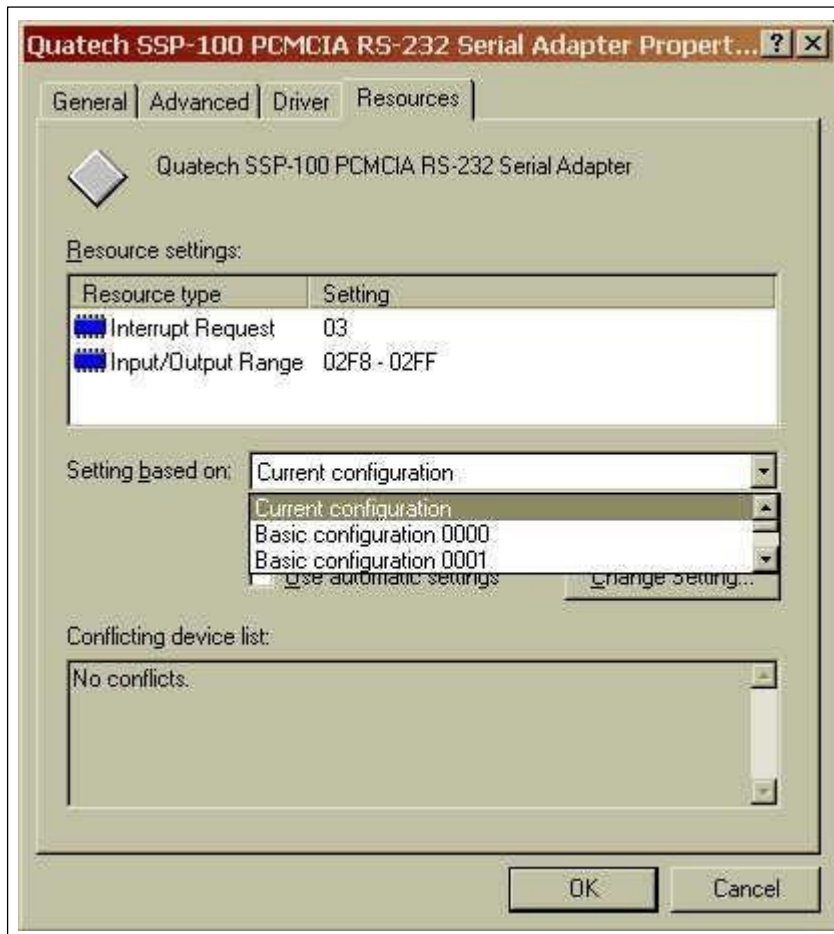 Quatech SSP-100 PCMCIA RS-232 Serial Adapter Propert...
General Advanced Driver Resources
Quatech SSP-100 PCMCIA RS-232 Serial Adapter
Resource settings:
Resource type Setting
Interrupt Request 03
Input/Output Range 02F8 - 02FF
Setting based on: Current configuration
Current configuration
Basic configuration 0000
Basic configuration 0001
Use automatic settings Change Setting...
Conflicting device list:
No conflicts.
OK Cancel